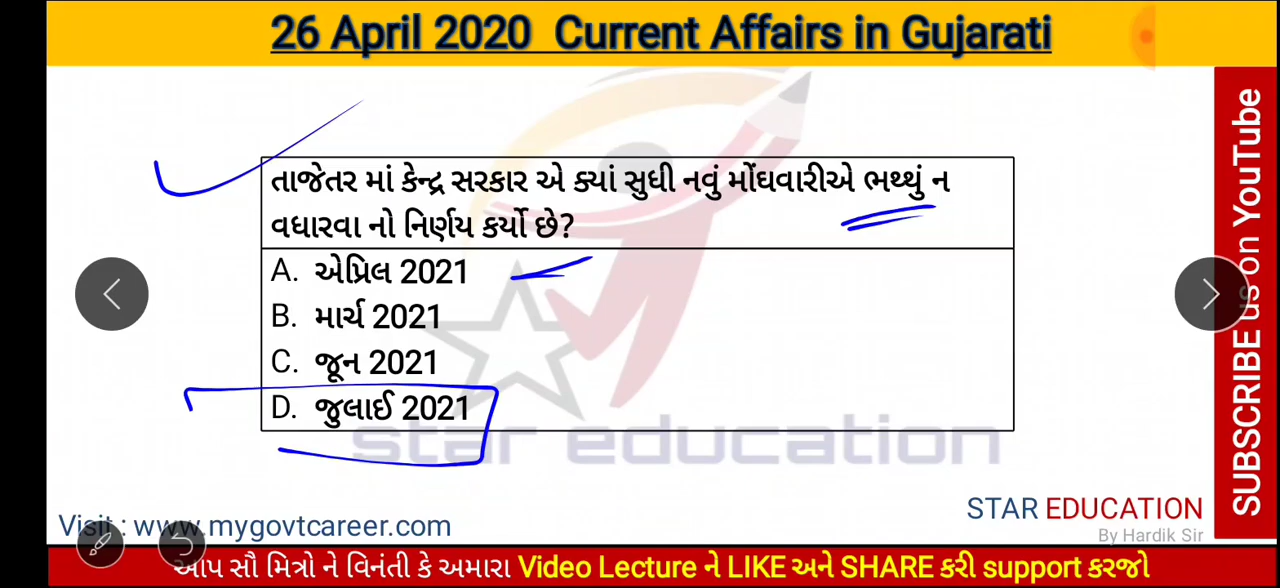 26 April 2020 Current Affairs in Gujarati
તાજેતર માં કેન્દ્ર સરકાર એ ક્યાં સુધી નવું મોંઘવારીએ ભથ્થું ન
વધારવા નો નિર્ણય કર્યો છે?
A. એપ્રિલ 2021
B. માર્ચ 2021
C. જૂન 2021
D. જુલાઈ 2021
star education
SUBSCRIBE us on YouTube
STAR EDUCATION
By Hardik Sir
Visit : www.mygovtcareer.com
આપ સૌ મિત્રો ને વિનંતી કે અમારા Video Lecture ને LIKE અને SHARE કરી support કરજો